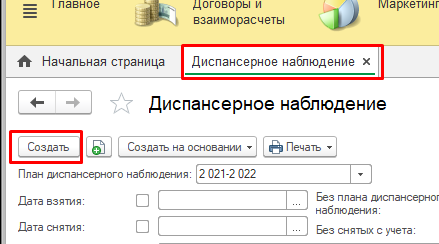 Главное
Договоры и
взаиморасчеты
Маркетинг
Начальная страница
Диспансерное наблюдение ×
Диспансерное наблюдение
Создать
Создать на основании
Печать
План диспансерного наблюдения: 2 021-2 022
Дата взятия: ...
Без плана диспансерног
наблюдения:
Дата снятия: ...
Без снятых с учета: